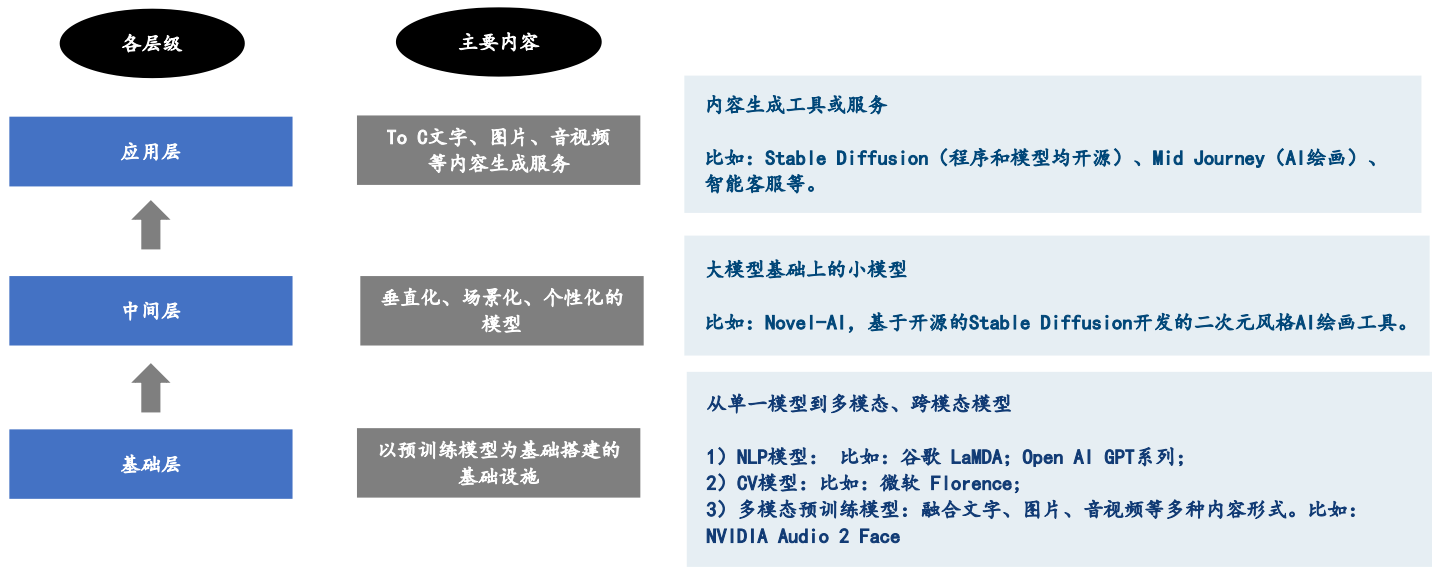 各层级
主要内容
应用层
To C文字、图片、音视频
等内容生成服务
内容生成工具或服务
比如：Stable Diffusion（程序和模型均开源）、Mid Journey（AI绘画）、
智能客服等。
中间层
垂直化、场景化、个性化的
模型
大模型基础上的小模型
比如：Novel-AI，基于开源的Stable Diffusion开发的二次元风格AI绘画工具。
基础层
以预训练模型为基础搭建的
基础设施
从单一模型到多模态、跨模态模型
1）NLP模型： 比如：谷歌 LaMDA；Open AI GPT系列；
2）CV模型：比如：微软 Florence；
3）多模态预训练模型：融合文字、图片、音视频等多种内容形式。比如：
NVIDIA Audio 2 Face